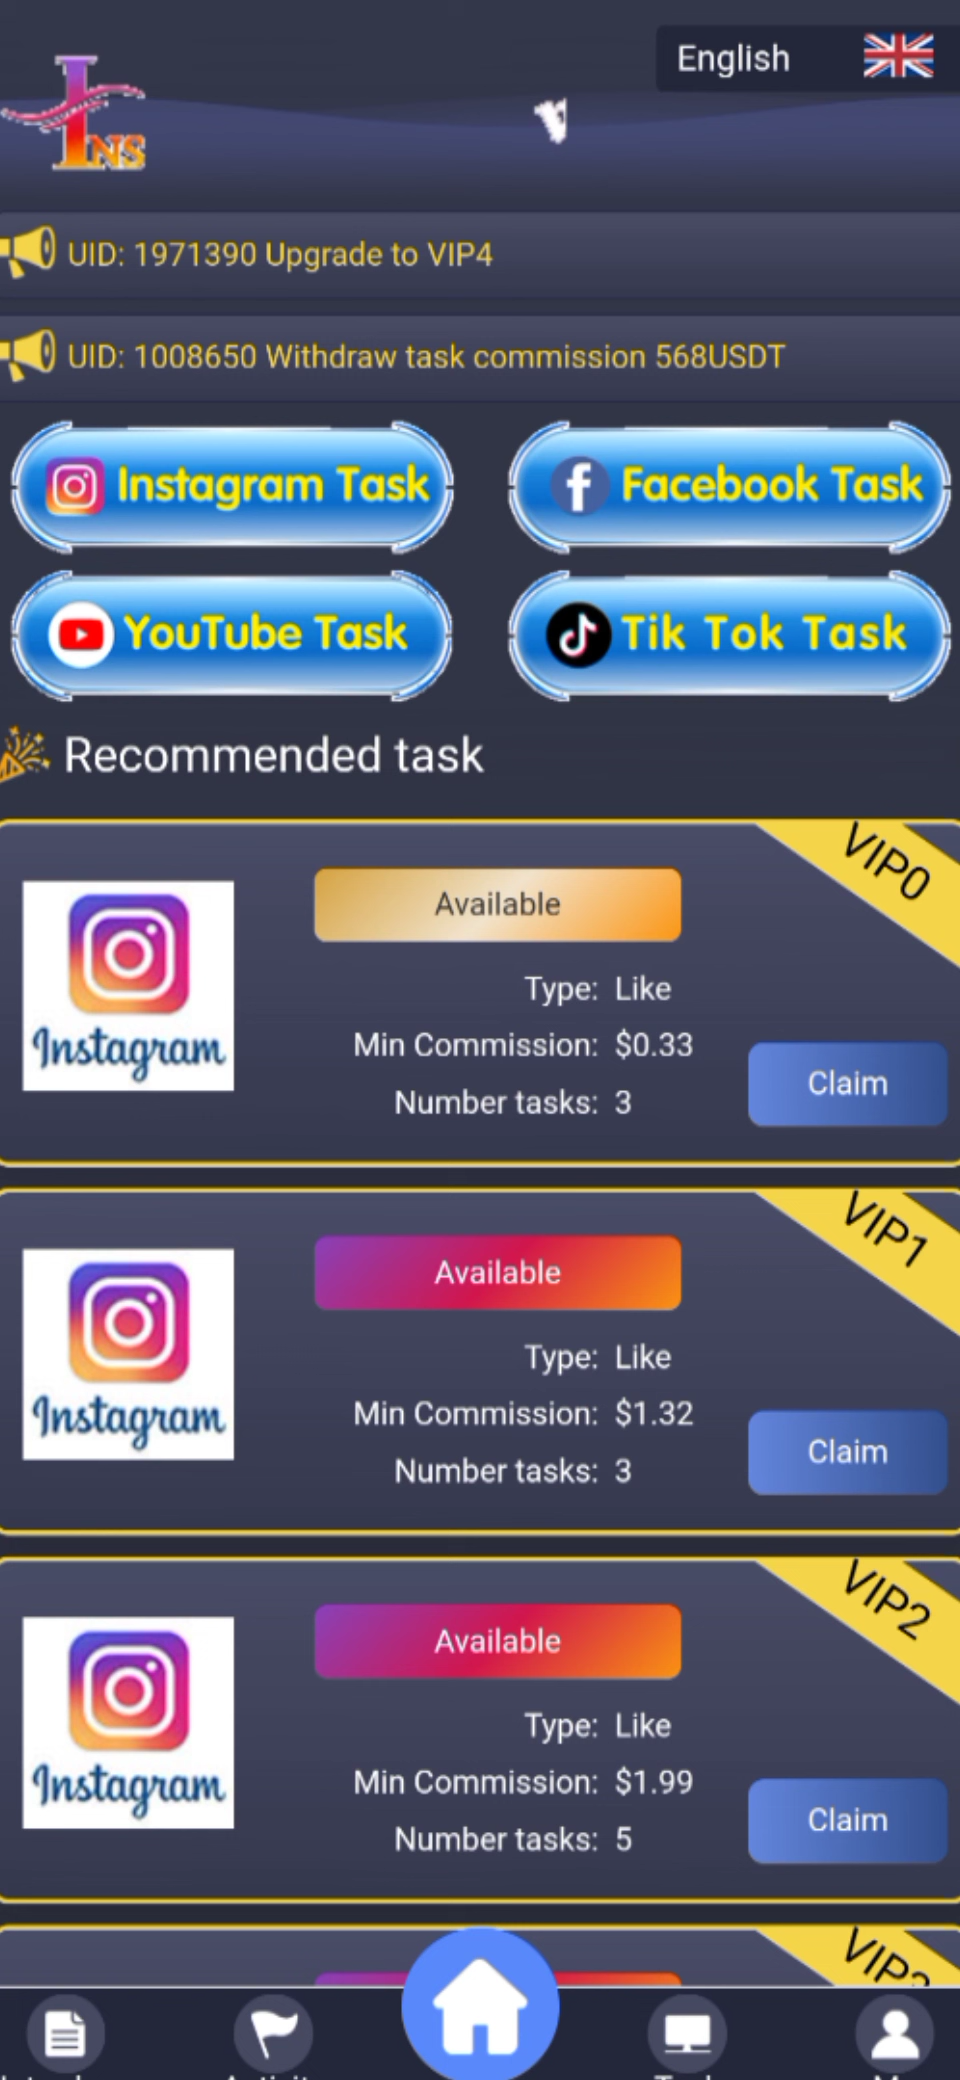 English
INS
UID: 1971390 Upgrade to VIP4
UID: 1008650 Withdraw task commission 568USDT
Instagram Task
Facebook Task
YouTube Task
Tik Tok Task
Recommended task
VIP0
Available
Instagram
Type: Like
Min Commission: $0.33
Number tasks: 3
Claim
VIP1
Available
Instagram
Type: Like
Min Commission: $1.32
Number tasks: 3
Claim
VIP2
Available
Instagram
Type: Like
Min Commission: $1.99
Number tasks: 5
Claim